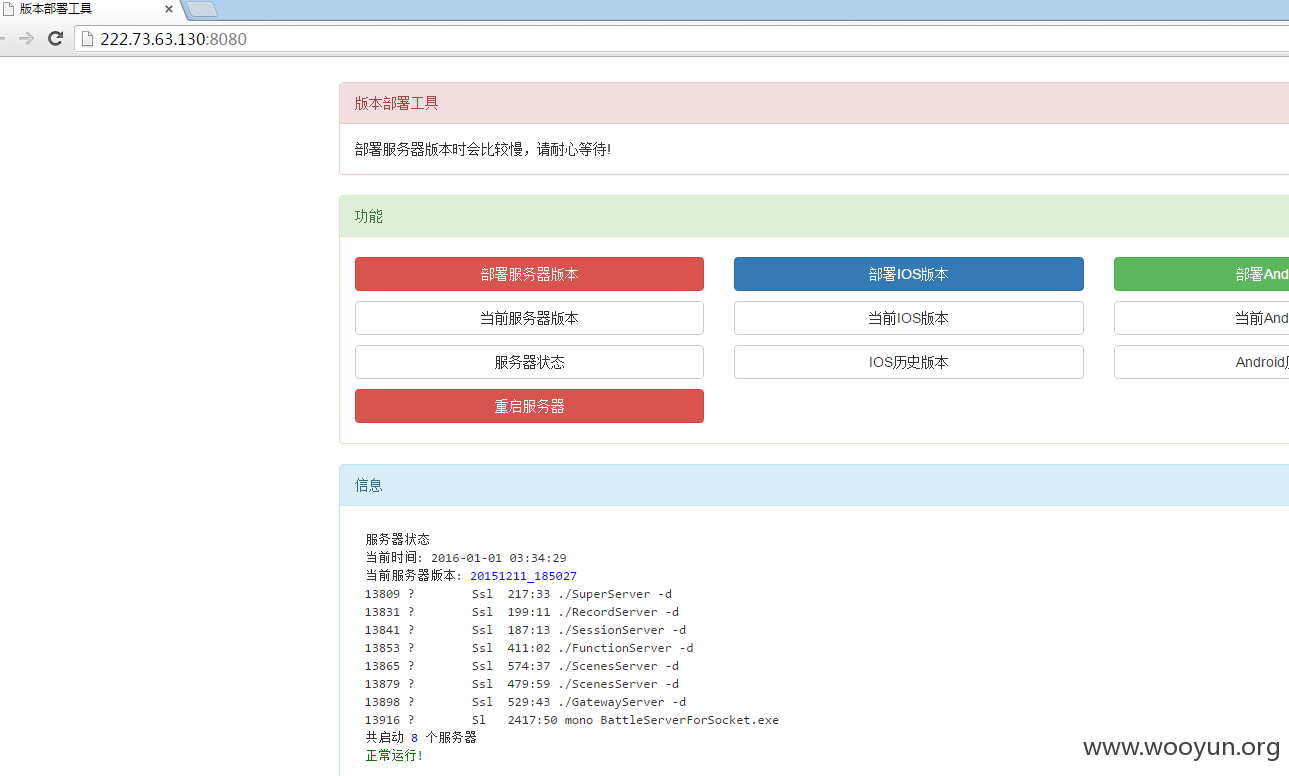 版本部署工具
222.73.63.130:8080
版本部署工具
部署服务器版本时会比较慢，请耐心等待!
功能
部署服务器版本 部署IOS版本 部署And
当前服务器版本 当前IOS版本 当前And
服务器状态 IOS历史版本 Android
重启服务器
信息
服务器状态
当前时间: 2016-01-01 03:34:29
当前服务器版本: 20151211_185027
13809 ? Ssl 217:33 ./SuperServer -d
13831 ? Ssl 199:11 ./RecordServer -d
13841 ? Ssl 187:13 ./SessionServer -d
13853 ? Ssl 411:02 ./FunctionServer -d
13865 ? Ssl 574:37 ./ScenesServer -d
13879 ? Ssl 479:59 ./ScenesServer -d
13898 ? Ssl 529:43 ./GatewayServer -d
13916 ? Sl 2417:50 mono BattleServerForSocket.exe
共启动 8 个服务器
正常运行!
www.wooyun.org